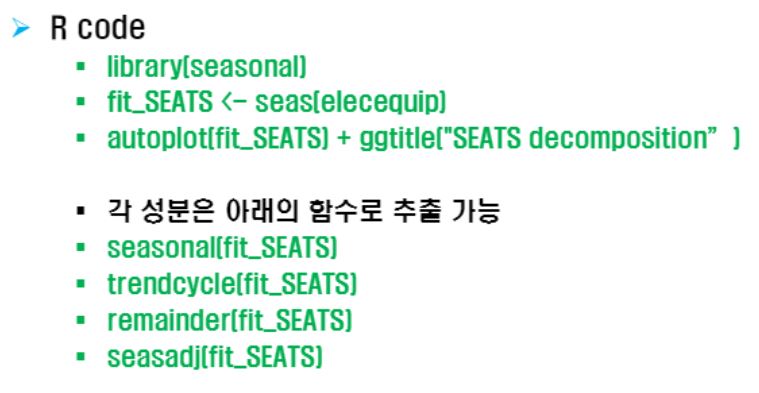 ➢ R code
▪ library(seasonal)
▪ fit_SEATS <- seas(elecequip)
▪ autoplot(fit_SEATS) + ggtitle("SEATS decomposition” )
▪ 각 성분은 아래의 함수로 추출 가능
▪ seasonal(fit_SEATS)
▪ trendcycle(fit_SEATS)
▪ remainder(fit_SEATS)
▪ seasadj(fit_SEATS)